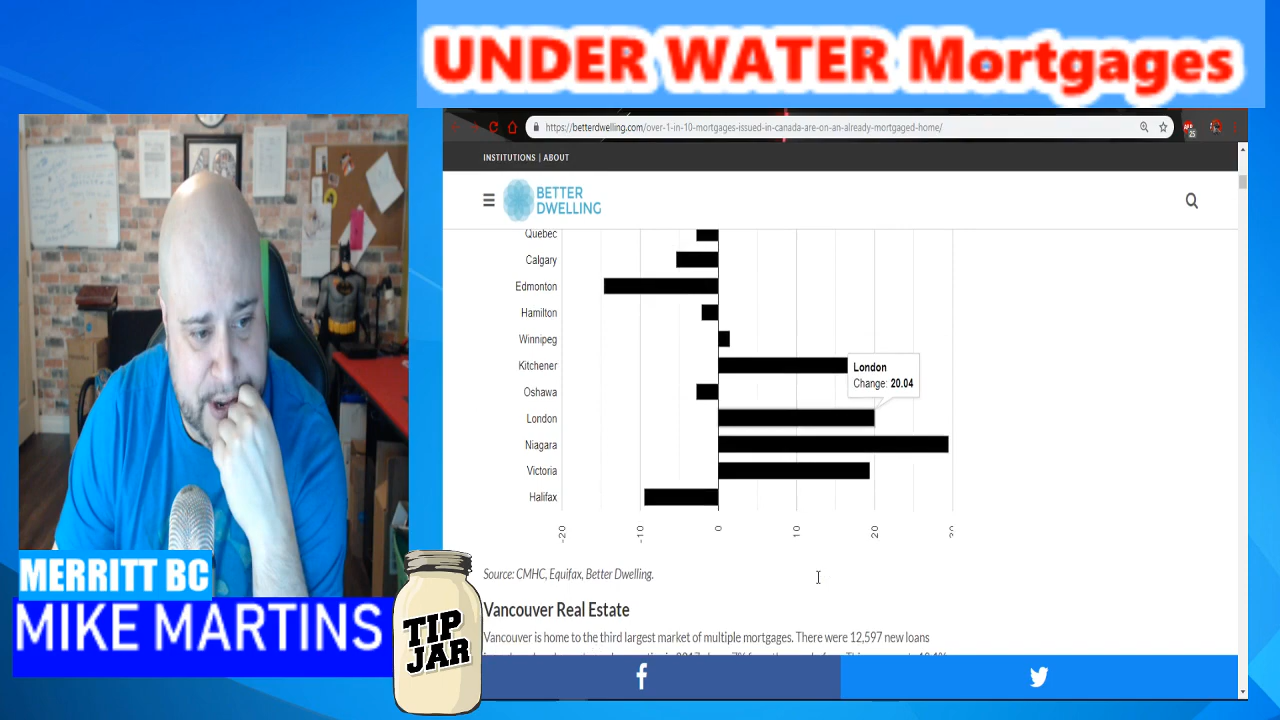 UNDER WATER Mortgages
https://betterdwelling.com/over-1-in-10-mortgages-issued-in-canada-are-on-an-already-mortgaged-home/
INSTITUTIONS | ABOUT
BETTER
DWELLING
Quebec
Calgary
Edmonton
Hamilton
Winnipeg
Kitchener
London
Change: 20.04
Oshawa
London
Niagara
Victoria
Halifax
-20
-10
0
10
20
Source: CMHC, Equifax, Better Dwelling.
Vancouver Real Estate
Vancouver is home to the third largest market of multiple mortgages. There were 12,597 new loans
MERRITT BC
MIKE MARTINS
TIP
JAR